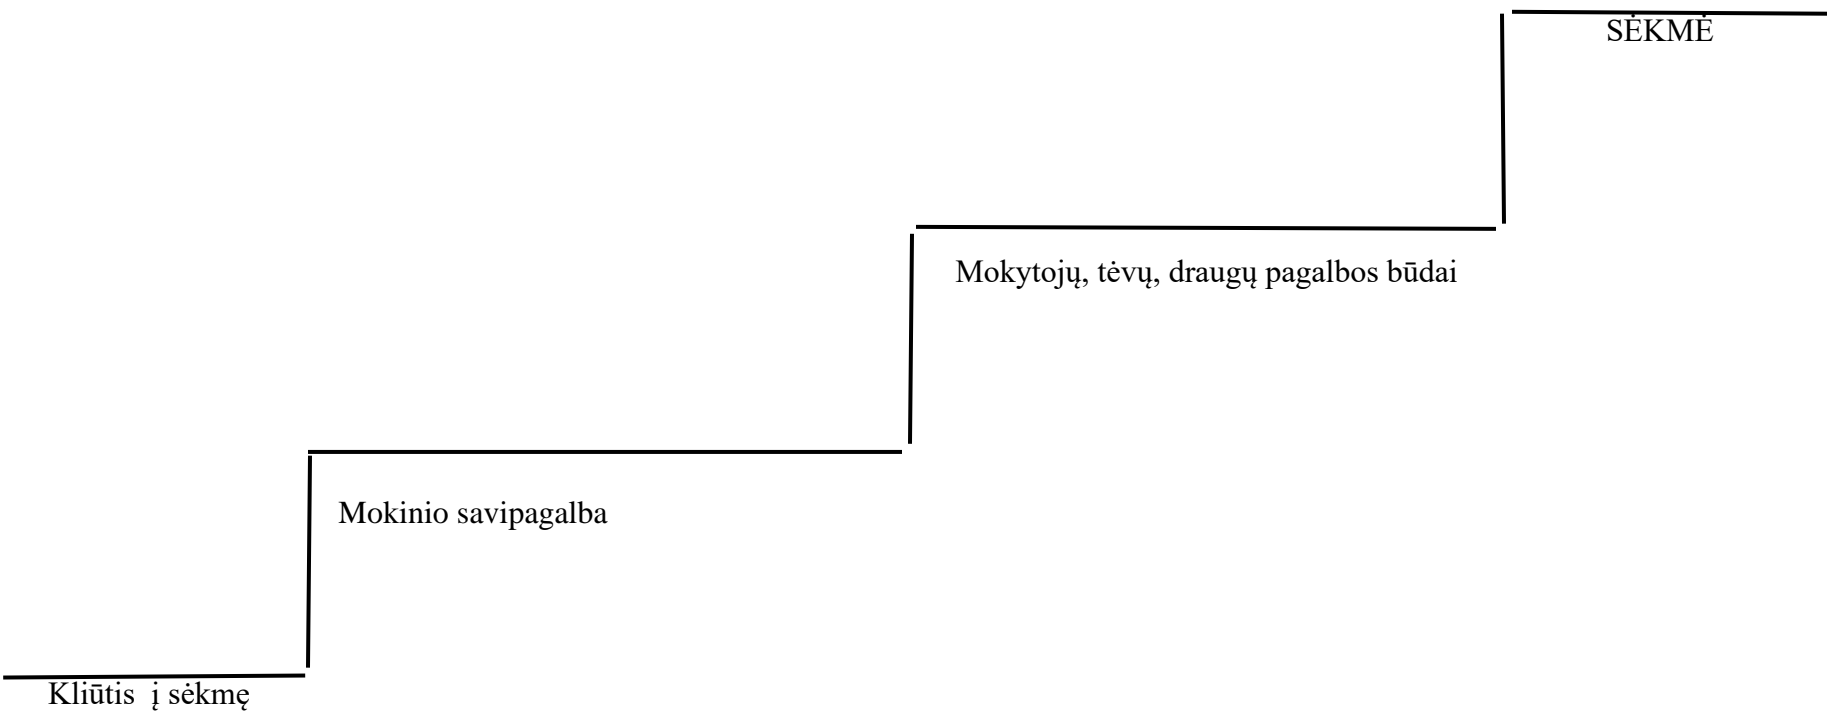 SĖKMĖ
Mokytojų, tėvų, draugų pagalbos būdai
Mokinio savipagalba
Kliūtis  į sėkmę